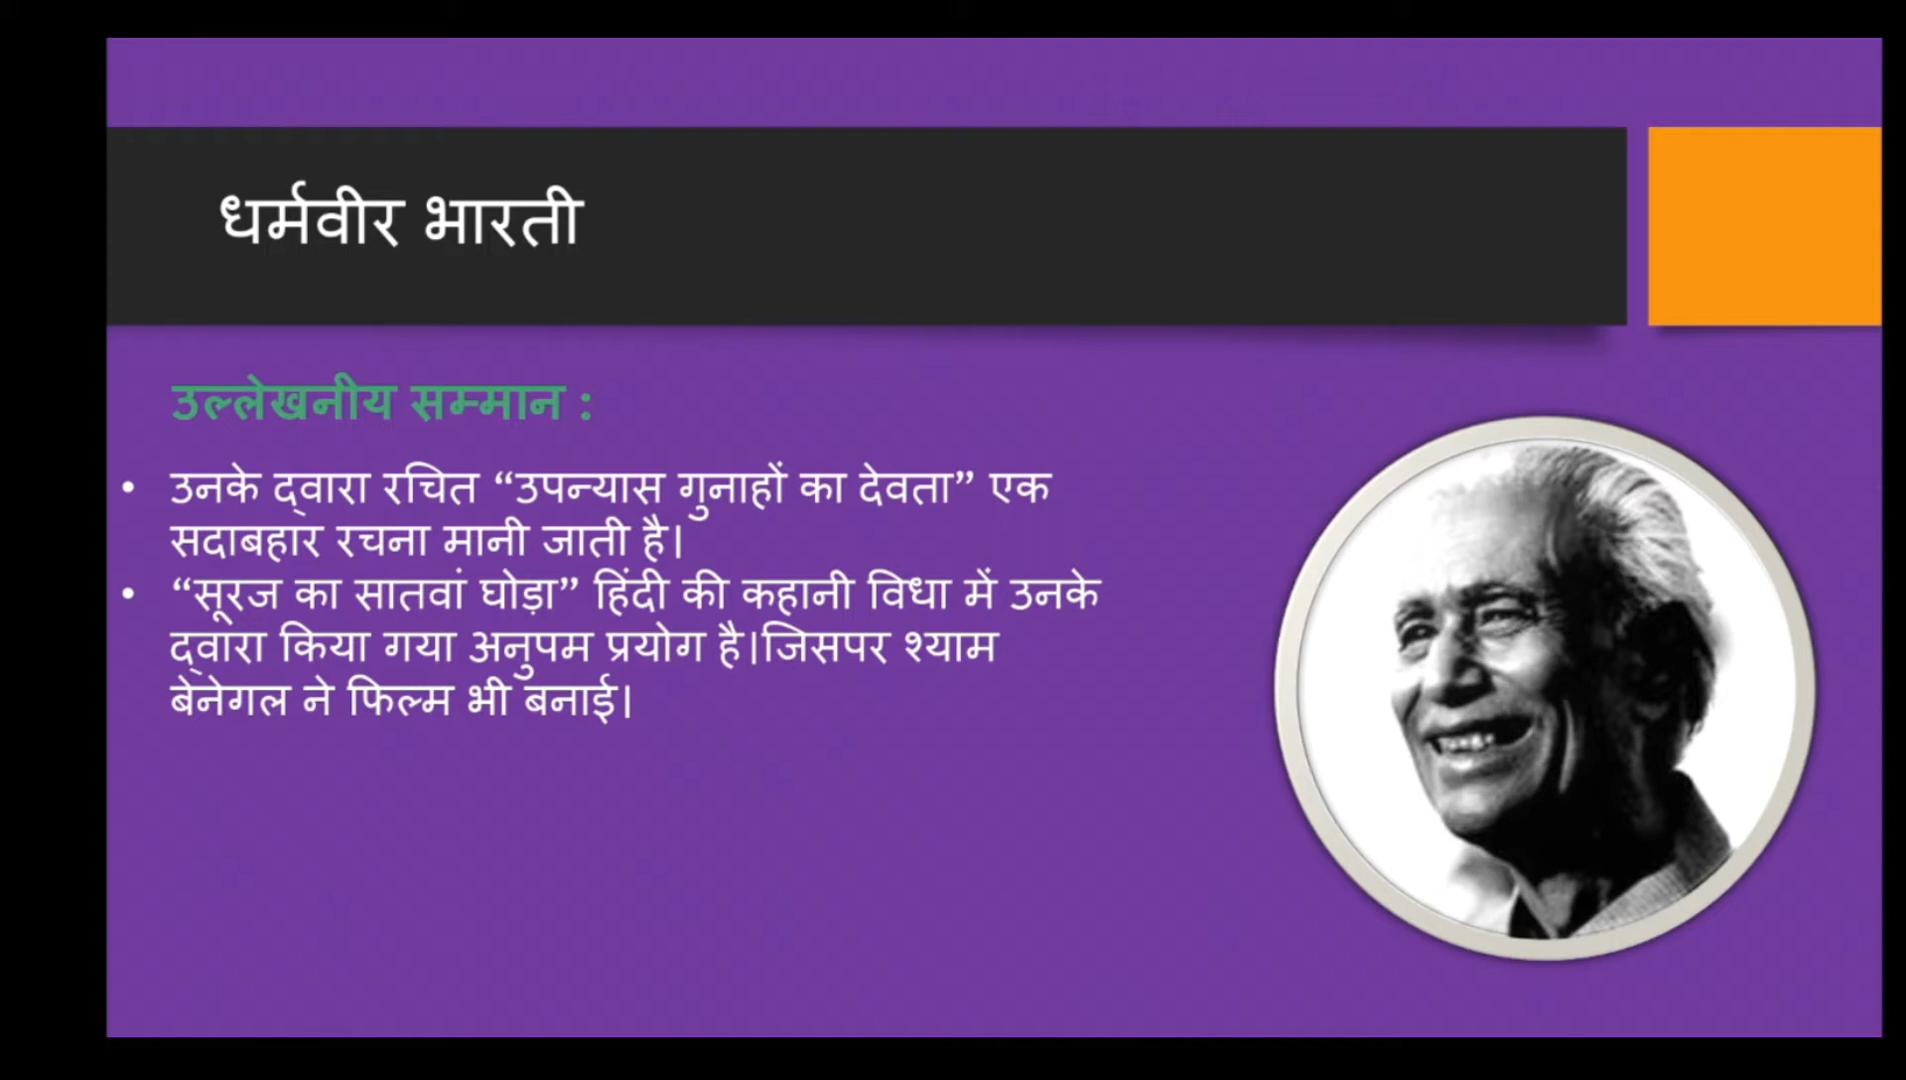 धर्मवीर भारती
उल्लेखनीय सम्मान :
• उनके द्वारा रचित “उपन्यास गुनाहों का देवता” एक
सदाबहार रचना मानी जाती है।
• “सूरज का सातवां घोड़ा” हिंदी की कहानी विधा में उनके
द्वारा किया गया अनुपम प्रयोग है।जिसपर श्याम
बेनेगल ने फिल्म भी बनाई।